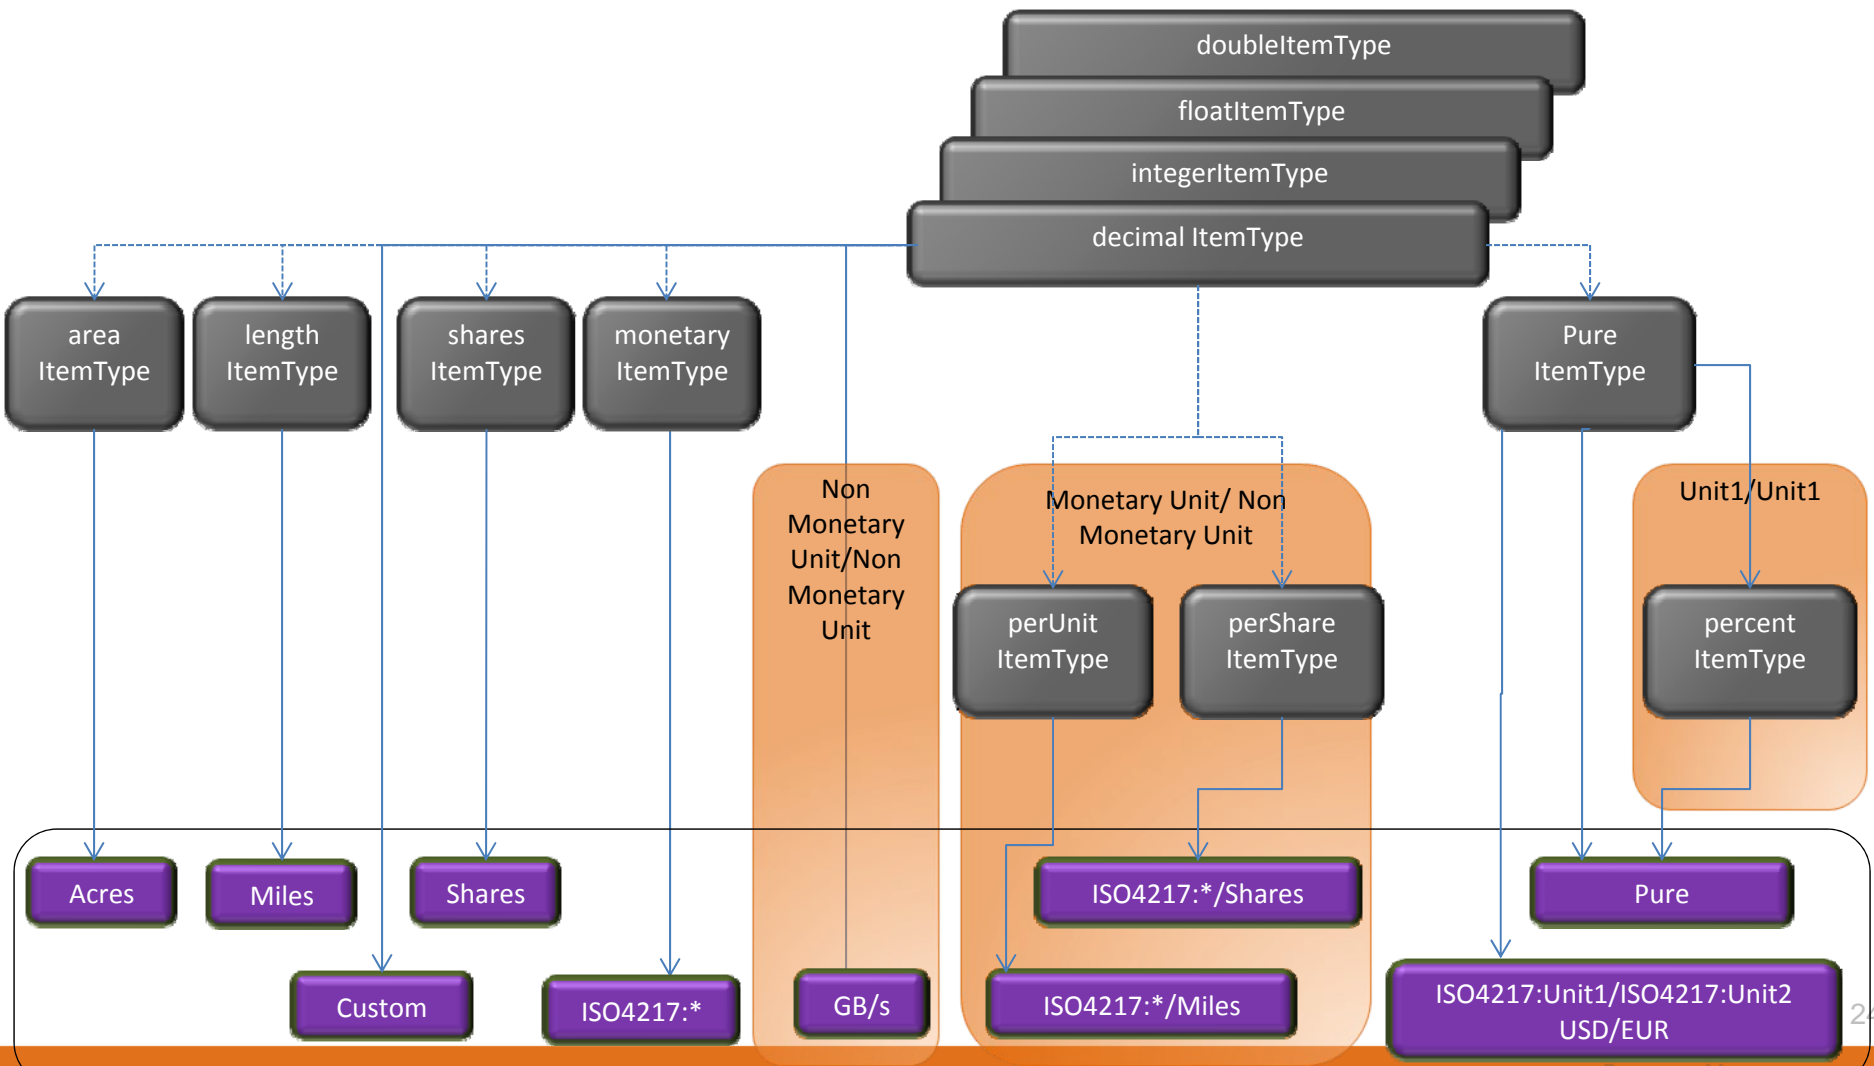 doubleItemType
floatItemType
integerItemType
decimal ItemType
area
ItemType
length
ItemType
shares
ItemType
monetary
ItemType
Pure
ItemType
Non
Monetary
Unit/Non
Monetary
Unit
Monetary Unit/ Non
Monetary Unit
Unit1/Unit1
perUnit
ItemType
perShare
ItemType
percent
ItemType
Acres
Miles
Shares
ISO4217:*/Shares
Pure
Custom
ISO4217:*
GB/s
ISO4217:*/Miles
ISO4217:Unit1/ISO4217:Unit2
USD/EUR
24